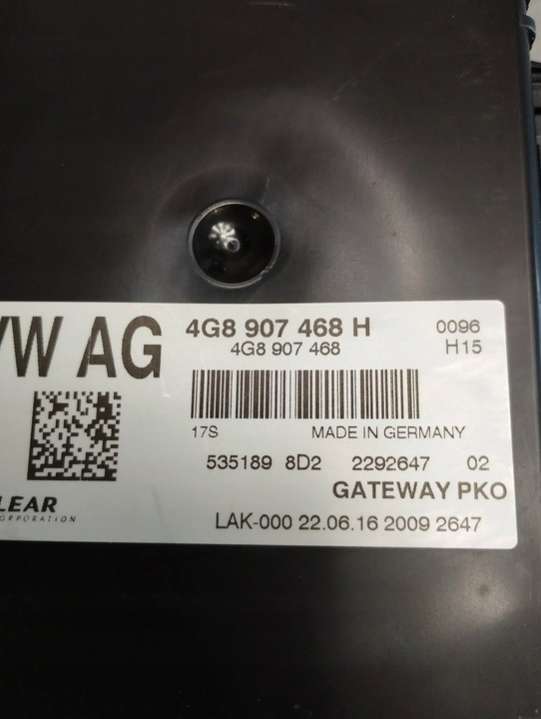 VW AG
4G8 907 468 H
0096
4G8 907 468
H15
17S
MADE IN GERMANY
535189 8D2 2292647 02
GATEWAY PKO
LEAR
CORPORATION
LAK-000 22.06.16 2009 2647